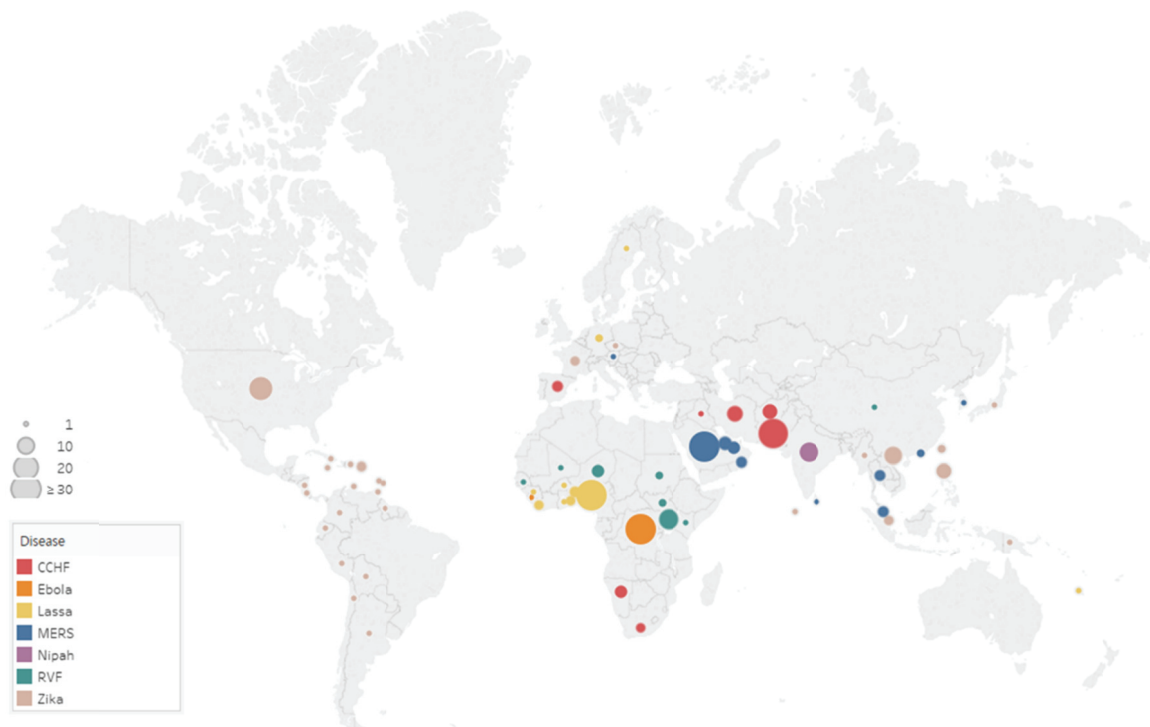 1
10
20
≥ 30
Disease
CCHF
Ebola
Lassa
MERS
Nipah
RVF
Zika